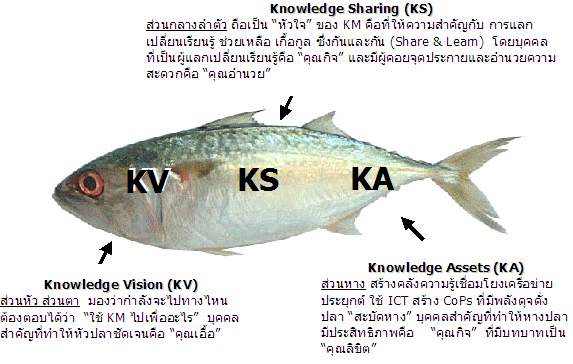 Knowledge Sharing (KS)
ส่วนกลางลำตัว ถือเป็น “หัวใจ” ของ KM คือที่ให้ความสำคัญกับ การแลก
เปลี่ยนเรียนรู้ ช่วยเหลือ เกื้อกูล ซึ่งกันและกัน (Share & Learn) โดยบุคคล
ที่เป็นผู้แลกเปลี่ยนเรียนรู้คือ “คุณกิจ” และมีผู้คอยจุดประกายและอำนวยความ
สะดวกคือ “คุณอำนวย”
KV
KS
KA
Knowledge Vision (KV)
ส่วนหัว ส่วนตา มองว่ากำลังจะไปทางไหน
ต้องตอบได้ว่า “ใช้ KM ไปเพื่ออะไร” บุคคล
สำคัญที่ทำให้หัวปลาชัดเจนคือ “คุณเอื้อ”
Knowledge Assets (KA)
ส่วนหาง สร้างคลังความรู้เชื่อมโยงเครือข่าย
ประยุกต์ ใช้ ICT สร้าง CoPs ที่มีพลังดุจดั่ง
ปลา “สะบัดหาง” บุคคลสำคัญที่ทำให้หางปลา
มีประสิทธิภาพคือ “คุณกิจ” ที่มีบทบาทเป็น
“คุณลิขิต”